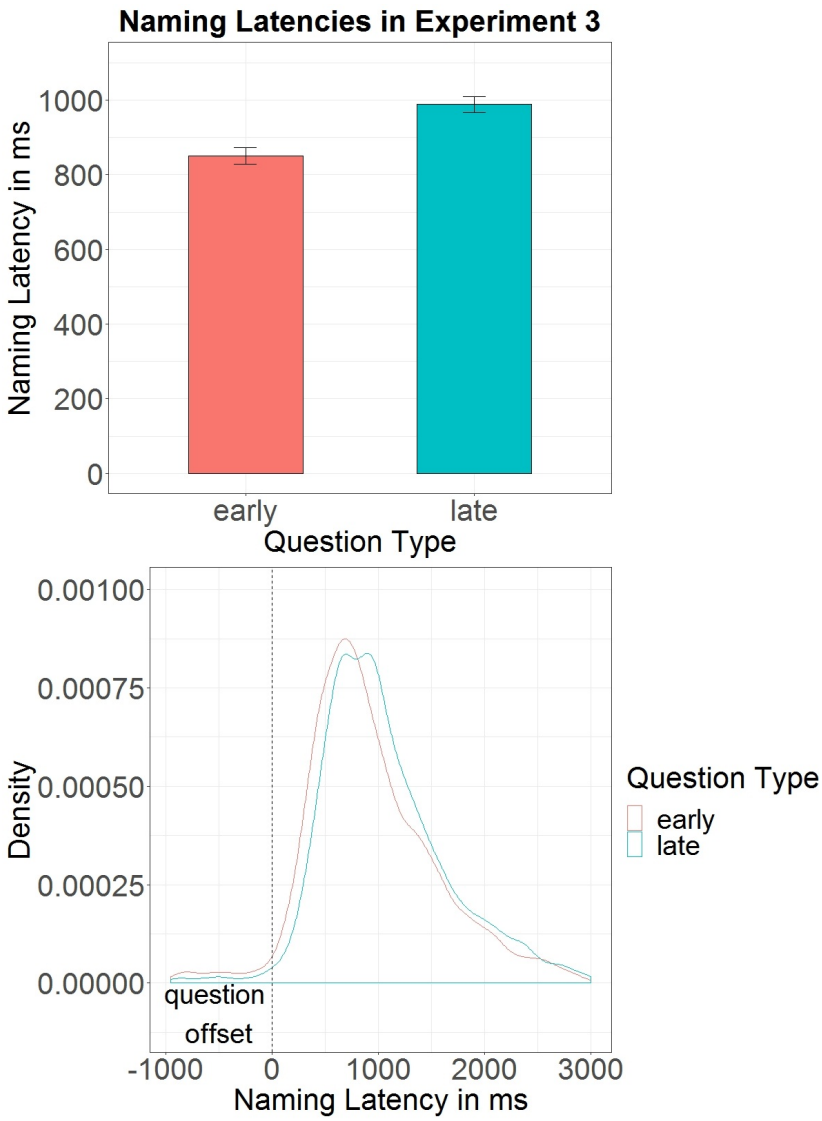 Naming Latencies in Experiment 3
Naming Latency in ms
1000
800
600
400
200
0
early
late
Question Type
Density
0.00100
0.00075
0.00050
0.00025
0.00000
question
offset
-1000
0
1000
2000
3000
Naming Latency in ms
Question Type
early
late